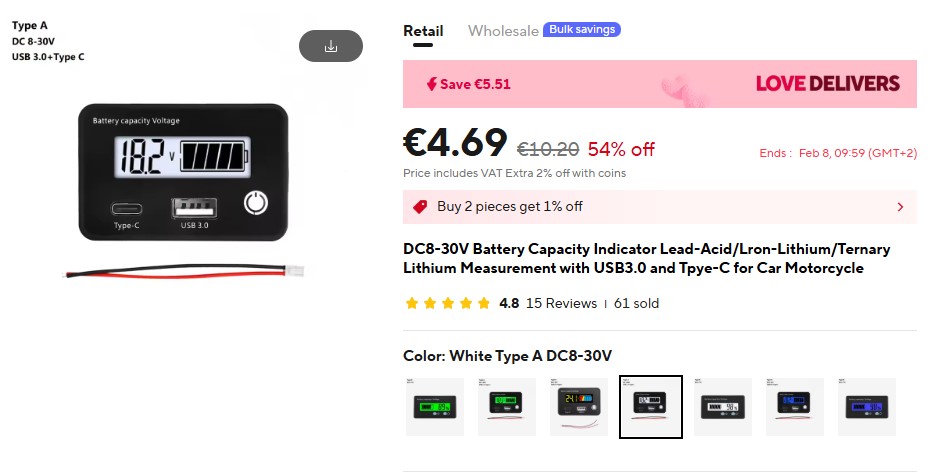 Type A
DC 8-30V
USB 3.0+Type C
Battery capacity Voltage
18.2 V
Type-C
USB 3.0
Retail
Wholesale
Bulk savings
Save €5.51
LOVE DELIVERS
€4.69 €10.20 54% off
Ends : Feb 8, 09:59 (GMT+2)
Price includes VAT Extra 2% off with coins
Buy 2 pieces get 1% off
DC8-30V Battery Capacity Indicator Lead-Acid/Lron-Lithium/Ternary
Lithium Measurement with USB3.0 and Tpye-C for Car Motorcycle
4.8 15 Reviews 61 sold
Color: White Type A DC8-30V